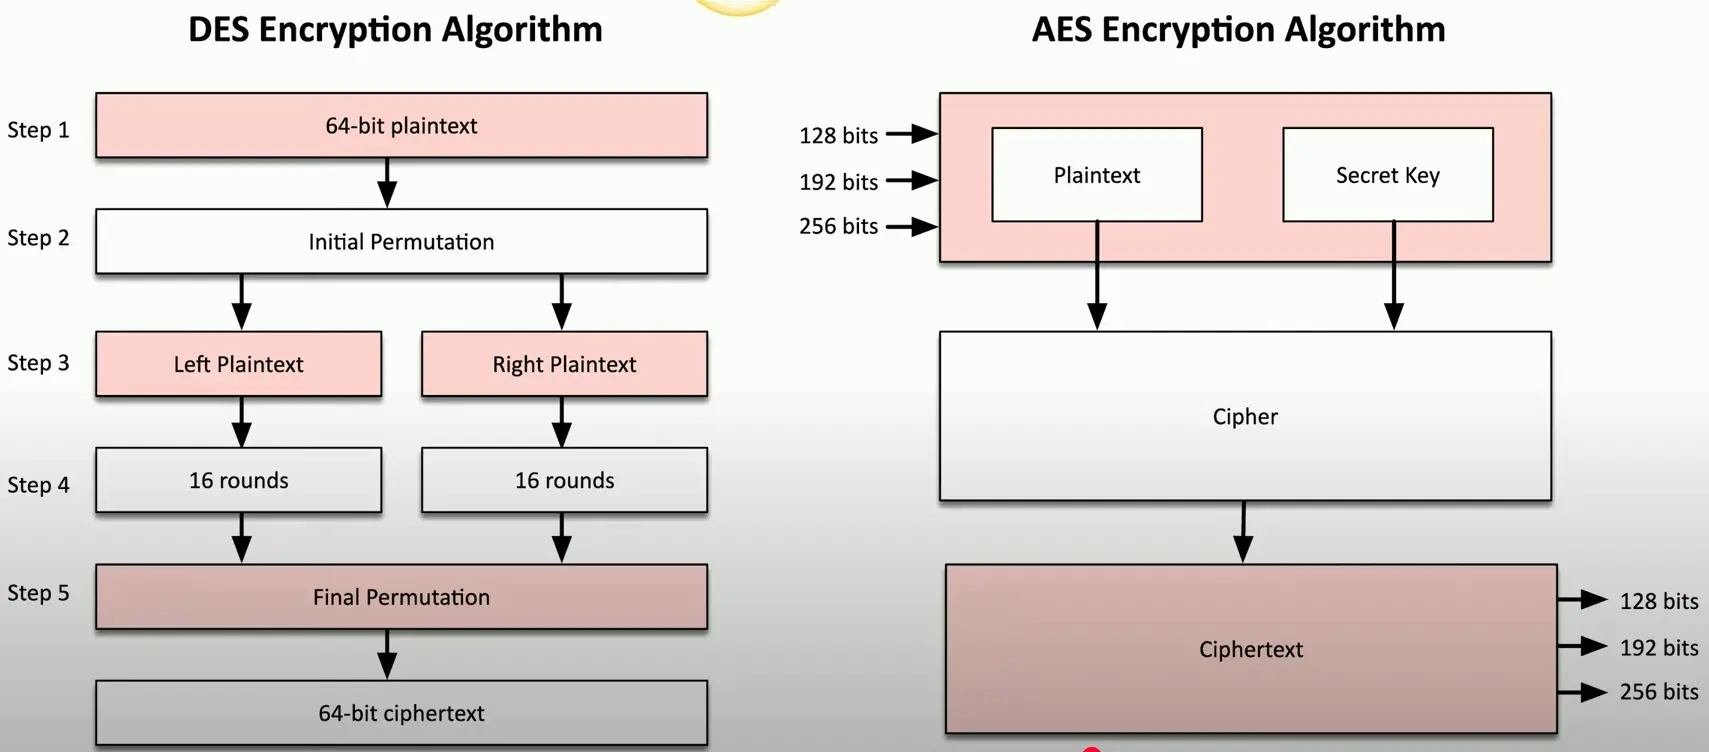 DES Encryption Algorithm
Step 1
64-bit plaintext
Step 2
Initial Permutation
Step 3
Left Plaintext
Right Plaintext
Step 4
16 rounds
16 rounds
Step 5
Final Permutation
64-bit ciphertext
AES Encryption Algorithm
128 bits
192 bits
256 bits
Plaintext
Secret Key
Cipher
Ciphertext
128 bits
192 bits
256 bits